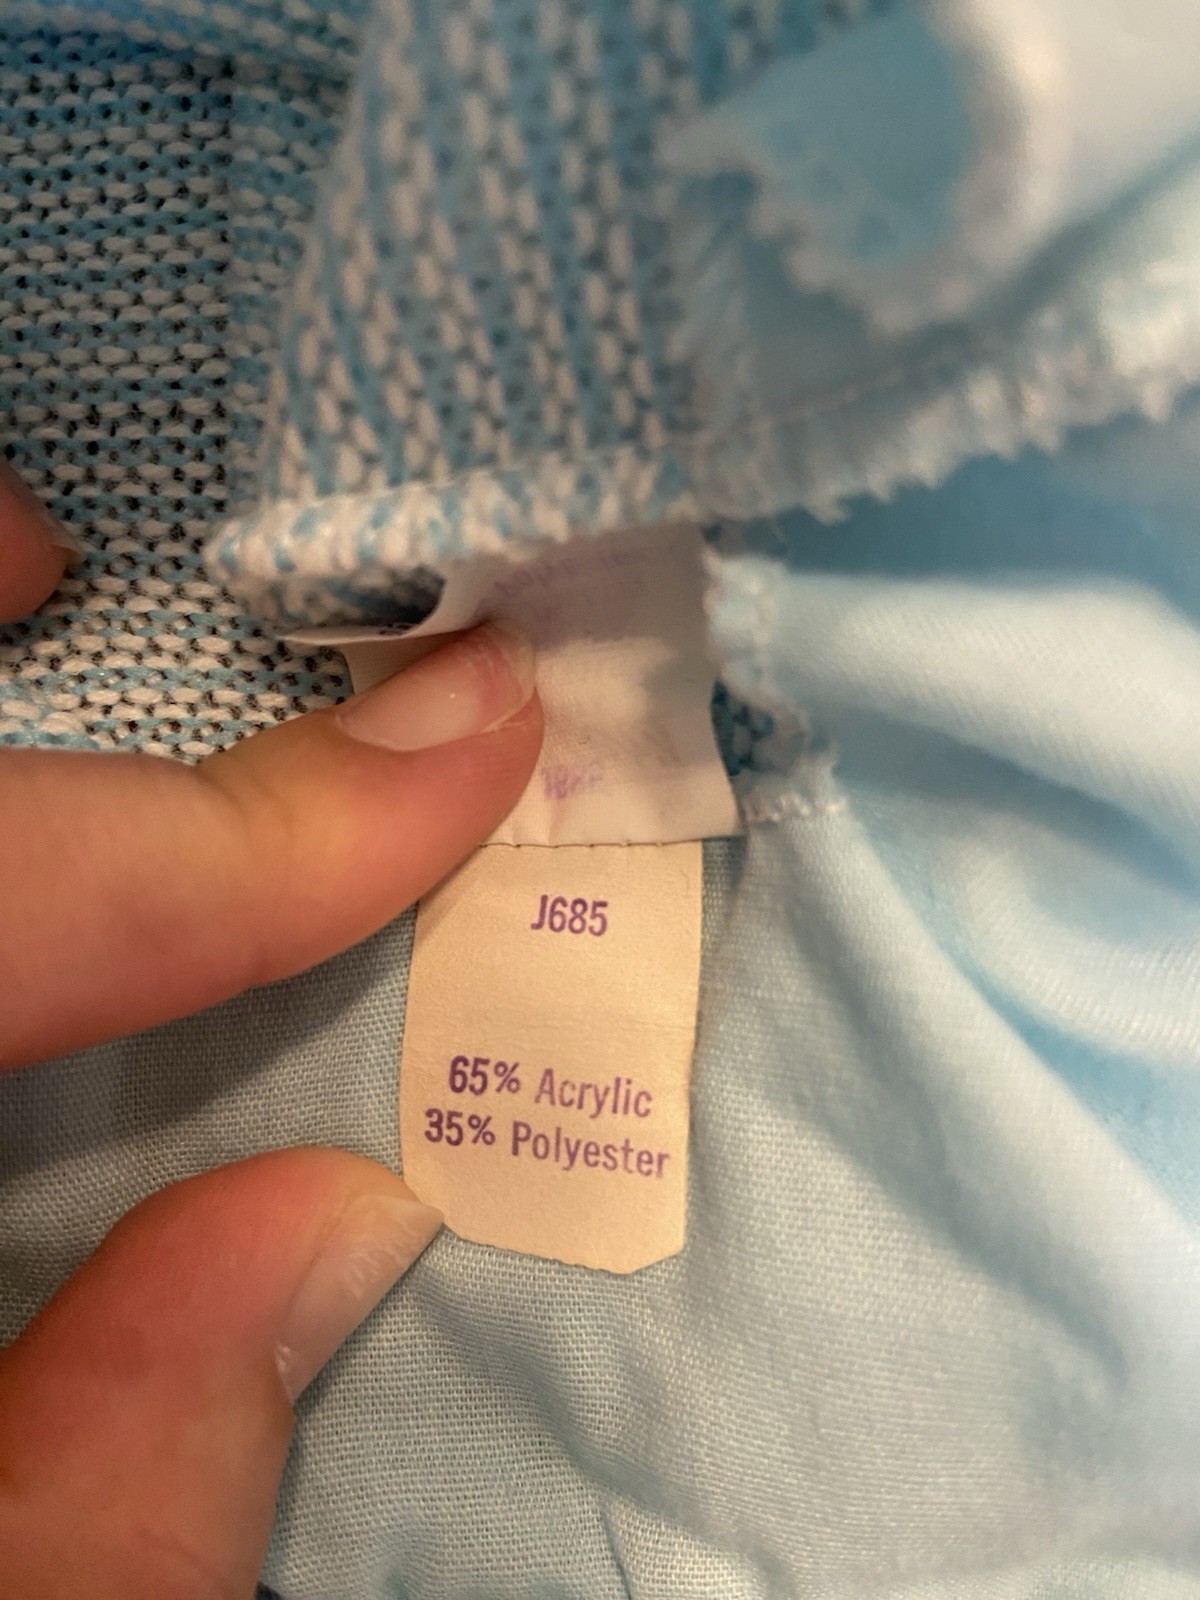 J685
65% Acrylic
35% Polyester